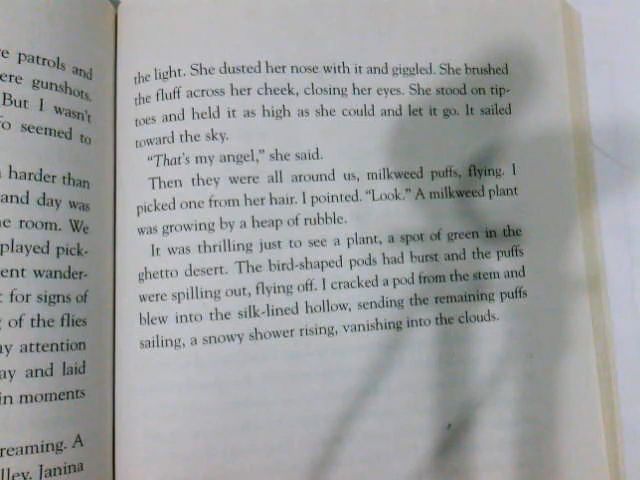 e patrols and
ere gunshots.
But I wasn't
o seemed to
harder than
and day was
e room. We
played pick-
ent wander-
for signs of
of the flies
y attention
ay and laid
in moments
reaming. A
lley. Janina
the light. She dusted her nose with it and giggled. She brushed
the fluff across her cheek, closing her eyes. She stood on tip-
toes and held it as high as she could and let it go. It sailed
toward the sky.
"That's my angel," she said.
Then they were all around us, milkweed puffs, flying. I
picked one from her hair. I pointed. "Look." A milkweed plant
was growing by a heap of rubble.
It was thrilling just to see a plant, a spot of green in the
ghetto desert. The bird-shaped pods had burst and the puffs
were spilling out, flying off. I cracked a pod from the stem and
blew into the silk-lined hollow, sending the remaining puffs
sailing, a snowy shower rising, vanishing into the clouds.